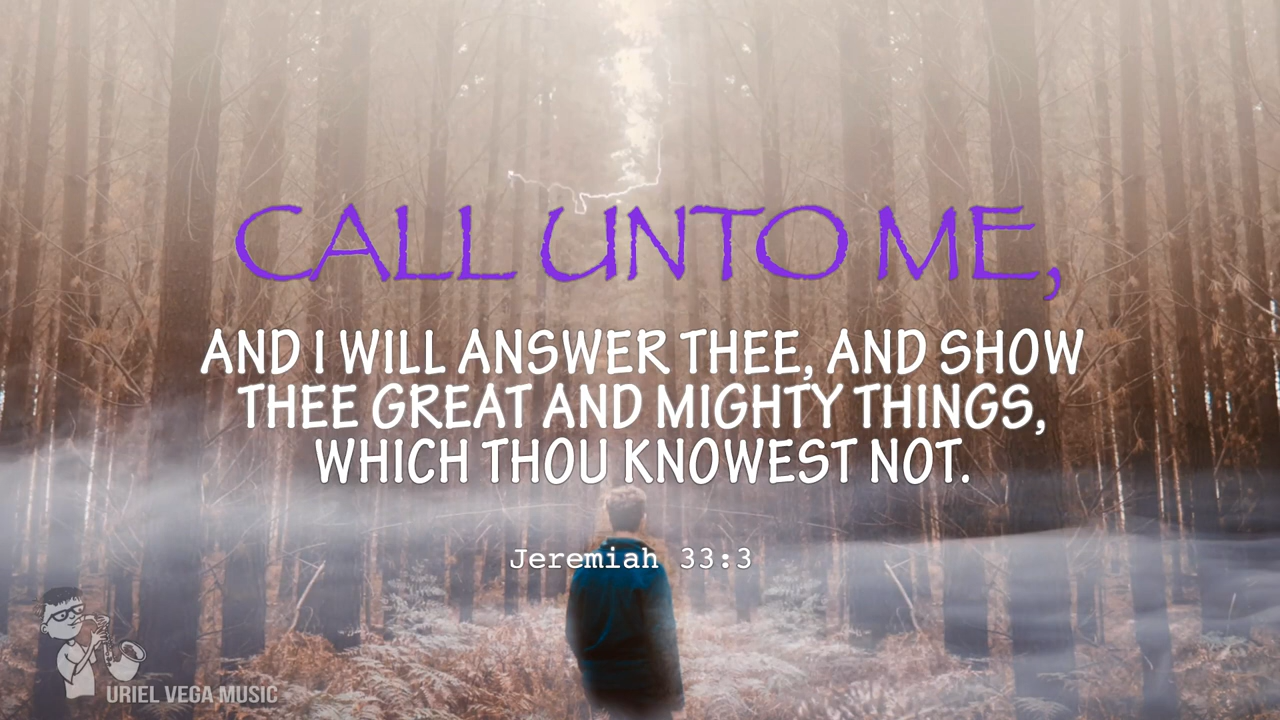 CALL UNTO ME,
AND I WILL ANSWER THEE, AND SHOW
THEE GREAT AND MIGHTY THINGS,
WHICH THOU KNOWEST NOT.
Jeremiah 33:3
URIEL VEGA MUSIC